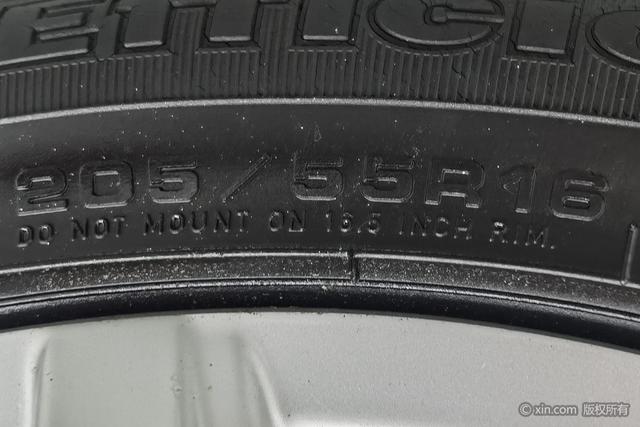 205/55R16
DO NOT MOUNT ON 16.5 INCH RIM.
© xin.com 版权所有